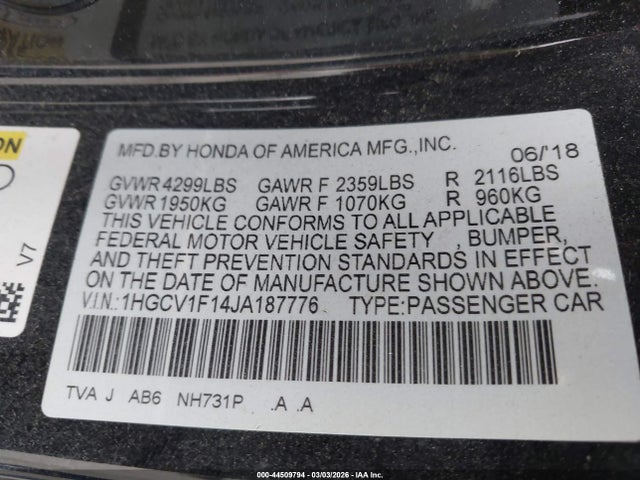 ON
V7
MFD.BY HONDA OF AMERICA MFG.,INC. 06/'18
GVWR 4299LBS GAWR F 2359LBS R 2116LBS
GVWR 1950KG GAWR F 1070KG R 960KG
THIS VEHICLE CONFORMS TO ALL APPLICABLE
FEDERAL MOTOR VEHICLE SAFETY , BUMPER,
AND THEFT PREVENTION STANDARDS IN EFFECT
ON THE DATE OF MANUFACTURE SHOWN ABOVE.
V.I.N.:1HGCV1F14JA187776 TYPE:PASSENGER CAR
TVA J AB6 NH731P .A .A
000-44509794 | 03/03/2026 | IAA Inc.